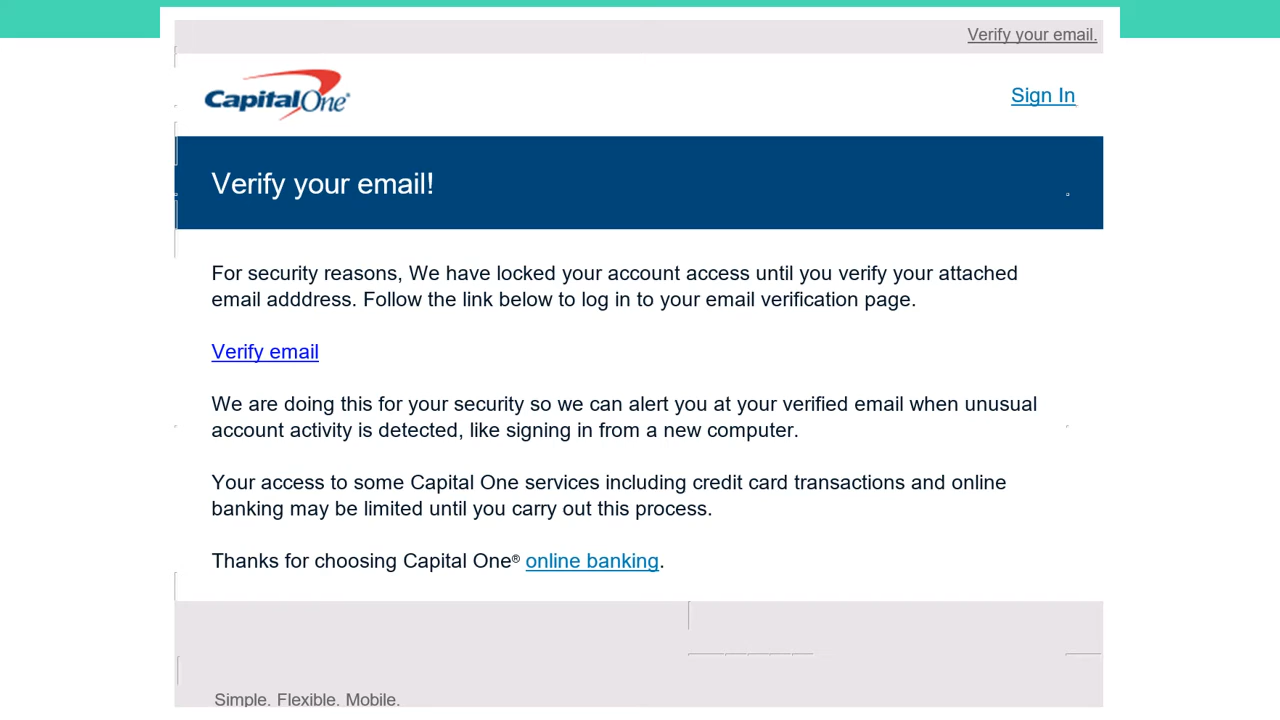 Verify your email.
CapitalOne
Sign In
Verify your email!
For security reasons, We have locked your account access until you verify your attached
email adddress. Follow the link below to log in to your email verification page.
Verify email
We are doing this for your security so we can alert you at your verified email when unusual
account activity is detected, like signing in from a new computer.
Your access to some Capital One services including credit card transactions and online
banking may be limited until you carry out this process.
Thanks for choosing Capital One® online banking.
Simple. Flexible. Mobile.